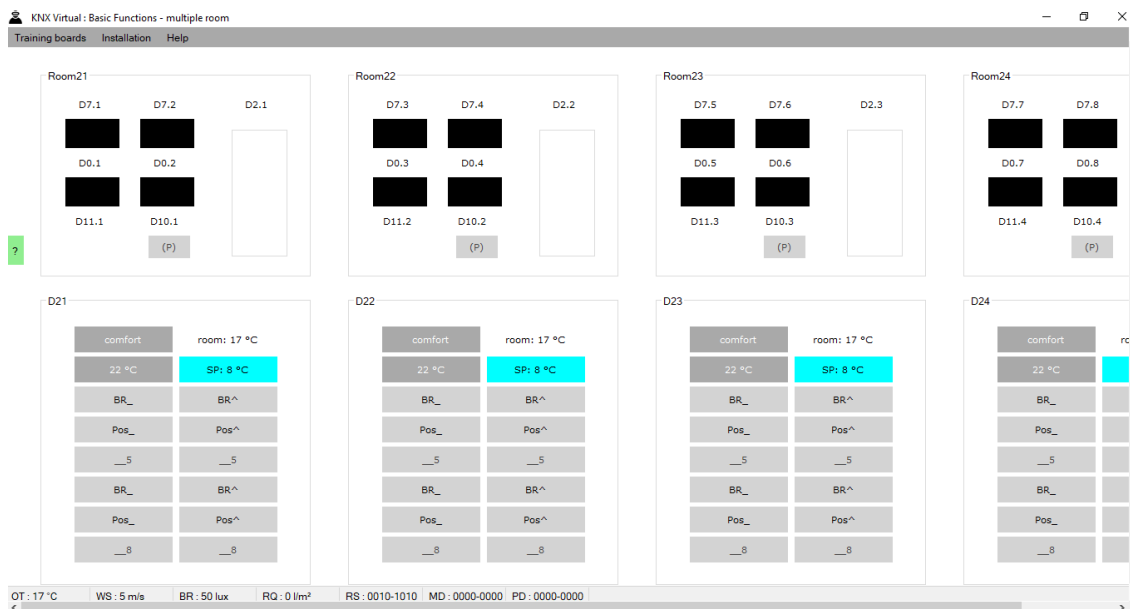 KNX Virtual : Basic Functions - multiple room
Training boards Installation Help
Room21 Room22 Room23 Room24
D7.1 D7.2 D2.1 D7.3 D7.4 D2.2 D7.5 D7.6 D2.3 D7.7 D7.8
D0.1 D0.2 D0.3 D0.4 D0.5 D0.6 D0.7 D0.8
D11.1 D10.1 D11.2 D10.2 D11.3 D10.3 D11.4 D10.4
? (P) (P) (P) (P)
D21 D22 D23 D24
comfort room: 17 °C comfort room: 17 °C comfort room: 17 °C comfort
22 °C SP: 8 °C 22 °C SP: 8 °C 22 °C SP: 8 °C 22 °C
BR_ BR^ BR_ BR^ BR_ BR^ BR_
Pos_ Pos^ Pos_ Pos^ Pos_ Pos^ Pos_
__5 __5 __5 __5 __5 __5 __5
BR_ BR^ BR_ BR^ BR_ BR^ BR_
Pos_ Pos^ Pos_ Pos^ Pos_ Pos^ Pos_
__8 __8 __8 __8 __8 __8 __8
OT : 17 °C WS : 5 m/s BR : 50 lux RQ : 0 l/m² RS : 0010-1010 MD : 0000-0000 PD : 0000-0000